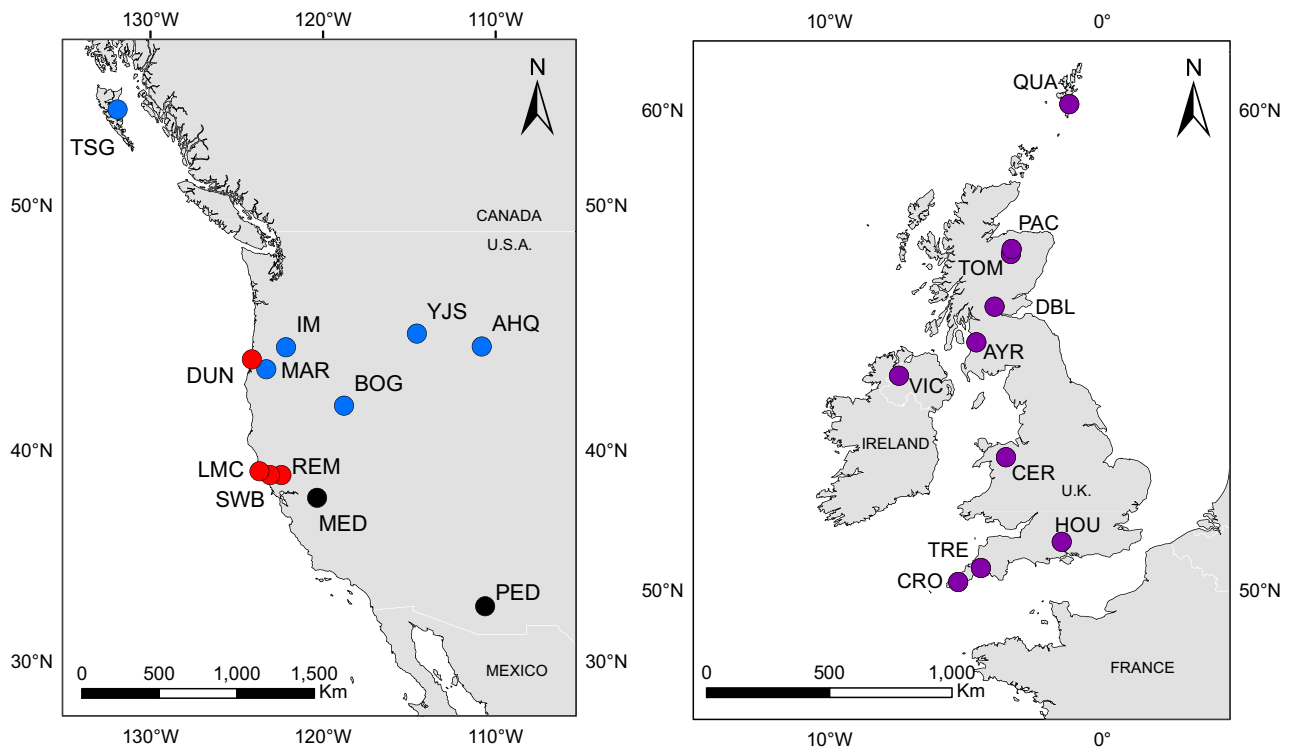 130°W 120°W 110°W
N
TSG
50°N 50°N
CANADA
U.S.A.
YJS
IM AHQ
DUN MAR
BOG
40°N 40°N
LMC REM
SWB
MED
PED
30°N 30°N
MEXICO
0 500 1,000 1,500
Km
130°W 120°W 110°W
10°W 0°
N
QUA
60°N 60°N
PAC
TOM
DBL
AYR
VIC
IRELAND
CER
U.K.
HOU
TRE
CRO
50°N 50°N
FRANCE
0 500 1,000
Km
10°W 0°